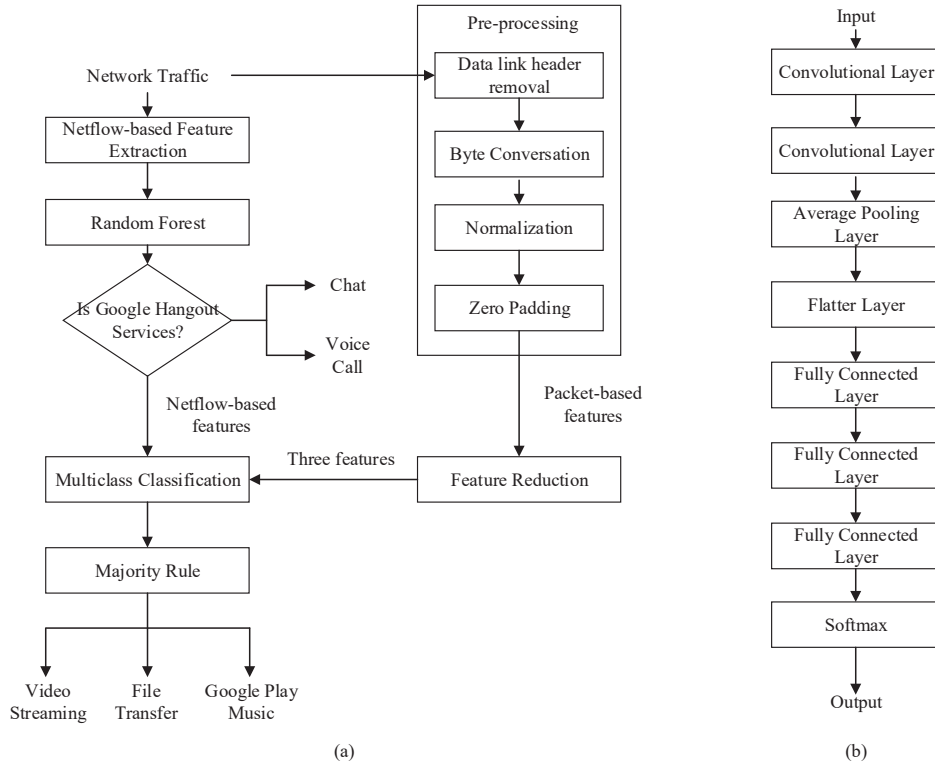 Pre-processing
Network Traffic
Data link header
removal
Netflow-based Feature
Extraction
Byte Conversation
Random Forest
Normalization
Is Google Hangout
Services?
Chat
Voice
Call
Zero Padding
Netflow-based
features
Packet-based
features
Three features
Multiclass Classification
Feature Reduction
Majority Rule
Video
Streaming
File
Transfer
Google Play
Music
(a)
Input
Convolutional Layer
Convolutional Layer
Average Pooling
Layer
Flatter Layer
Fully Connected
Layer
Fully Connected
Layer
Fully Connected
Layer
Softmax
Output
(b)